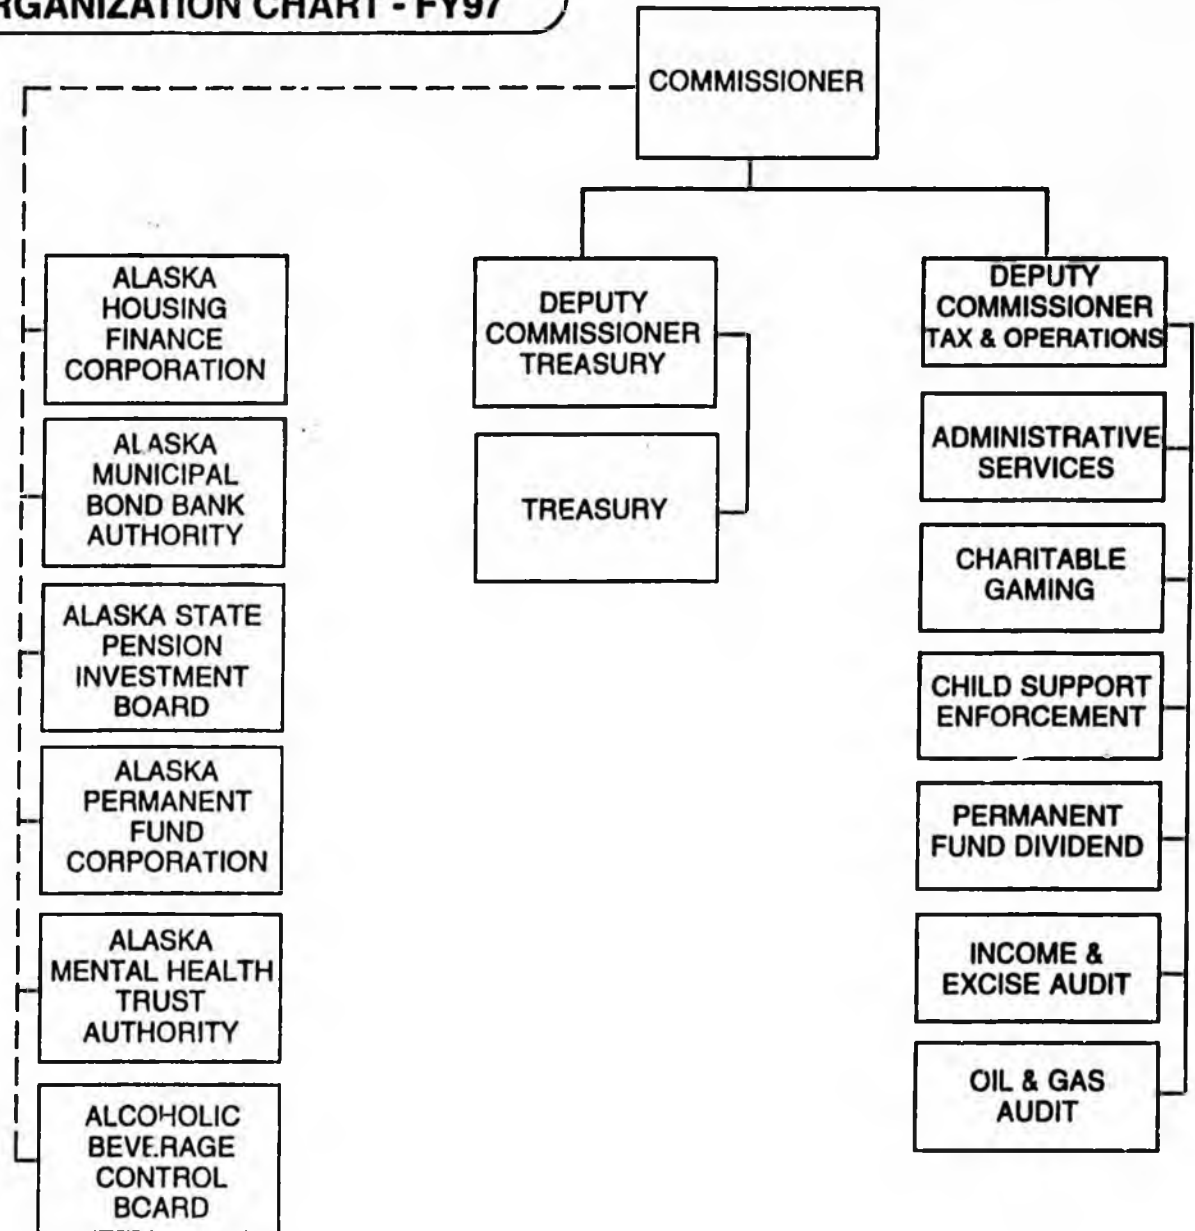 RGANIZATION CHART - FY97
COMMISSIONER
ALASKA
HOUSING
FINANCE
CORPORATION
ALASKA
MUNICIPAL
BOND BANK
AUTHORITY
ALASKA STATE
PENSION
INVESTMENT
BOARD
ALASKA
PERMANENT
FUND
CORPORATION
ALASKA
MENTAL HEALTH
TRUST
AUTHORITY
ALCOHOLIC
BEVERAGE
CONTROL
BOARD
DEPUTY
COMMISSIONER
TREASURY
TREASURY
DEPUTY
COMMISSIONER
TAX & OPERATIONS
ADMINISTRATIVE
SERVICES
CHARITABLE
GAMING
CHILD SUPPORT
ENFORCEMENT
PERMANENT
FUND DIVIDEND
INCOME &
EXCISE AUDIT
OIL & GAS
AUDIT